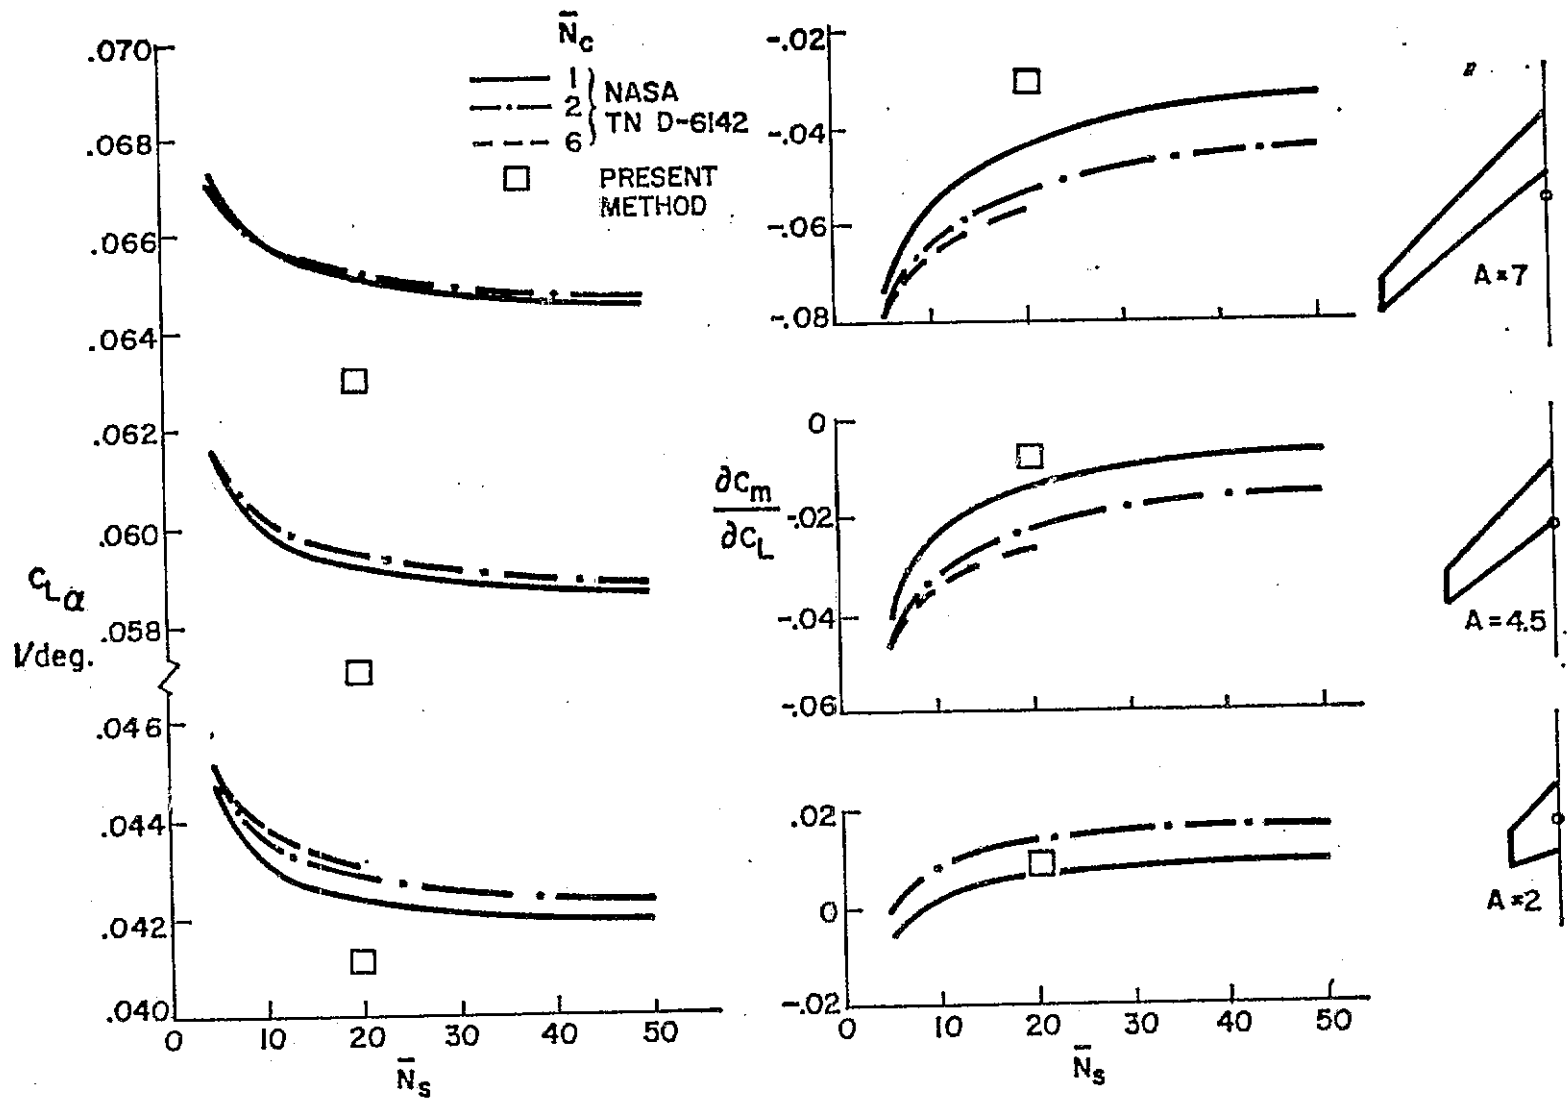 N̄c
1
2
6
NASA
TN D-6142
PRESENT
METHOD
.070
.068
.066
.064
.062
.060
.058
.046
.044
.042
.040
CLα
1/deg.
0 10 20 30 40 50
N̄s
-.02
-.04
-.06
-.08
A=7
0
-.02
-.04
-.06
∂Cm
∂CL
A=4.5
.02
0
-.02
A=2
0 10 20 30 40 50
N̄s